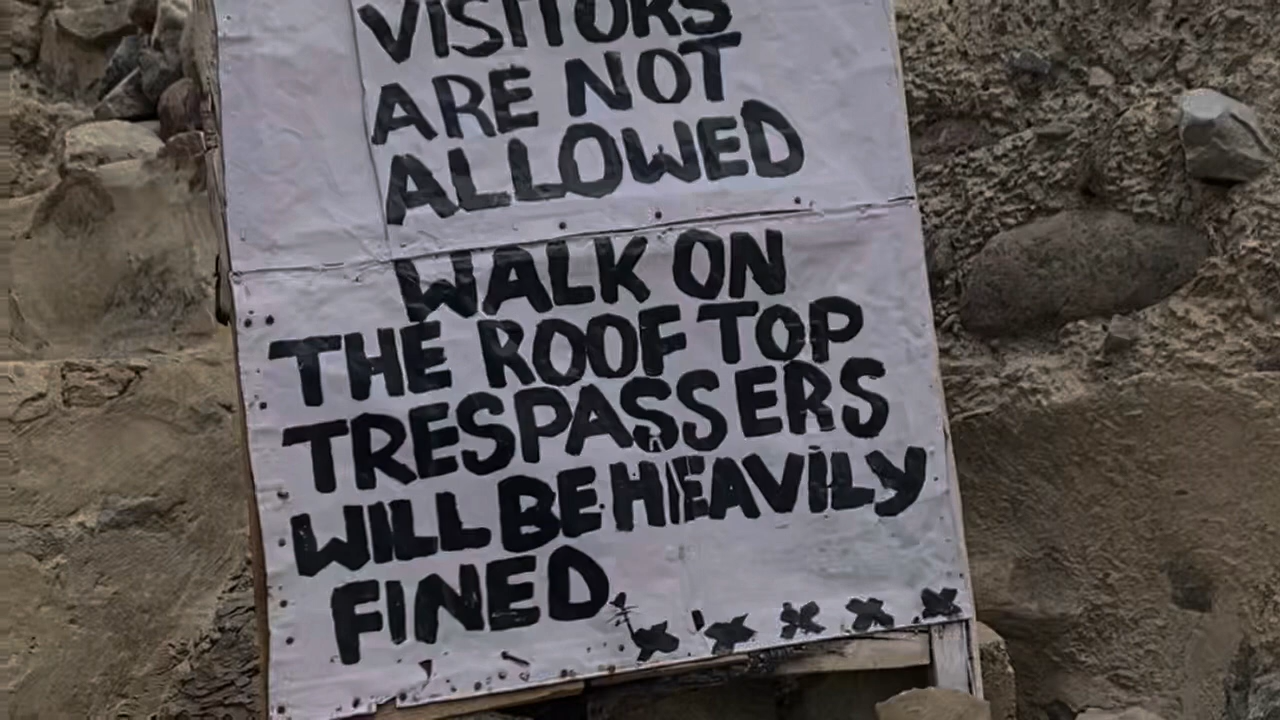 VISITORS
ARE NOT
ALLOWED
WALK ON
THE ROOF TOP
TRESPASSERS
WILL BE HEAVILY
FINED